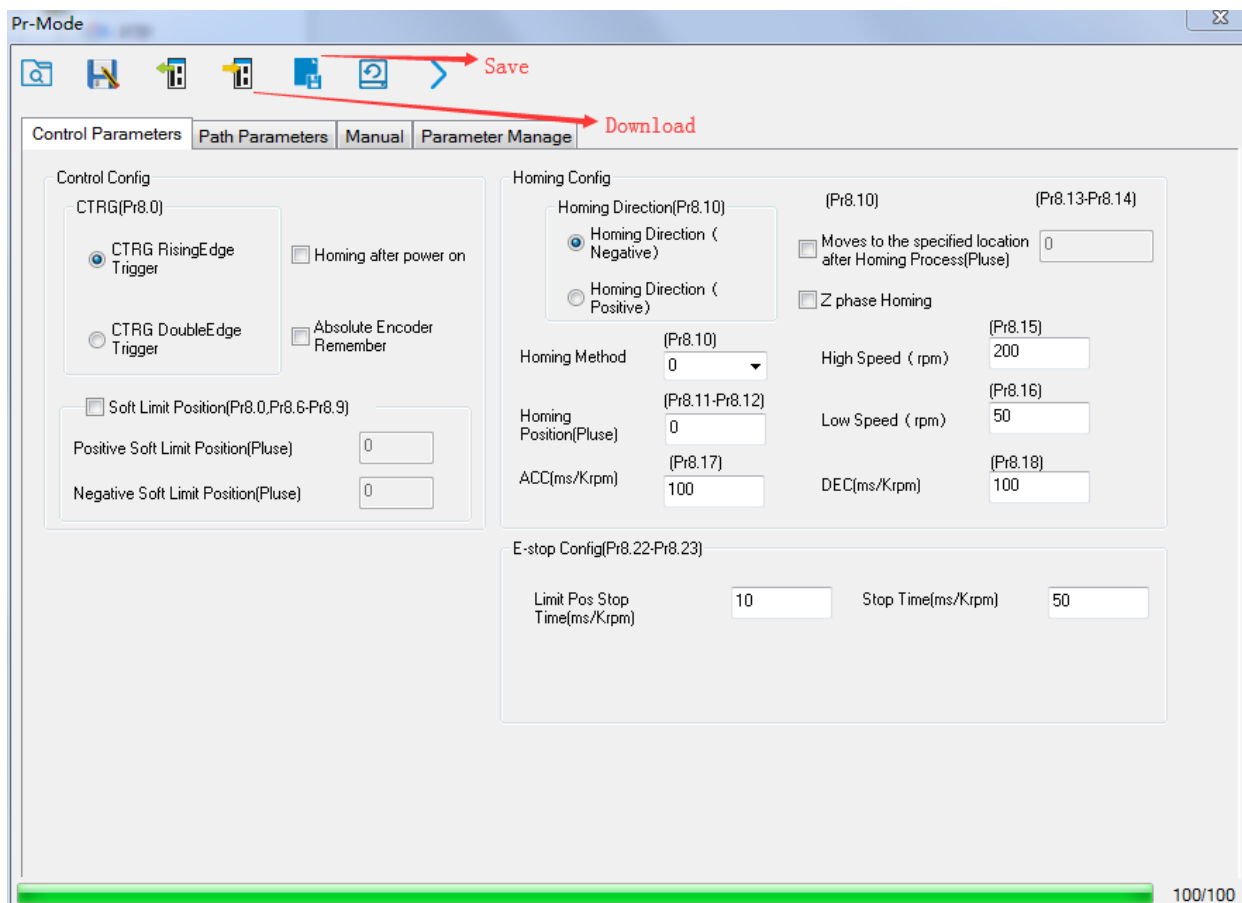 Pr-Mode
Save
Download
Control Parameters
Path Parameters
Manual
Parameter Manage
Control Config
CTRG(Pr8.0)
CTRG RisingEdge
Trigger
Homing after power on
CTRG DoubleEdge
Trigger
Absolute Encoder
Remember
Soft Limit Position(Pr8.0,Pr8.6-Pr8.9)
Positive Soft Limit Position(Pluse)
0
Negative Soft Limit Position(Pluse)
0
Homing Config
Homing Direction(Pr8.10)
Homing Direction (
Negative)
Homing Direction (
Positive)
(Pr8.10)
(Pr8.13-Pr8.14)
Moves to the specified location
after Homing Process(Pluse)
0
Z phase Homing
Homing Method
(Pr8.10)
0
High Speed ( rpm)
(Pr8.15)
200
Homing
Position(Pluse)
(Pr8.11-Pr8.12)
0
Low Speed ( rpm)
(Pr8.16)
50
ACC(ms/Krpm)
(Pr8.17)
100
DEC(ms/Krpm)
(Pr8.18)
100
E-stop Config(Pr8.22-Pr8.23)
Limit Pos Stop
Time(ms/Krpm)
10
Stop Time(ms/Krpm)
50
100/100